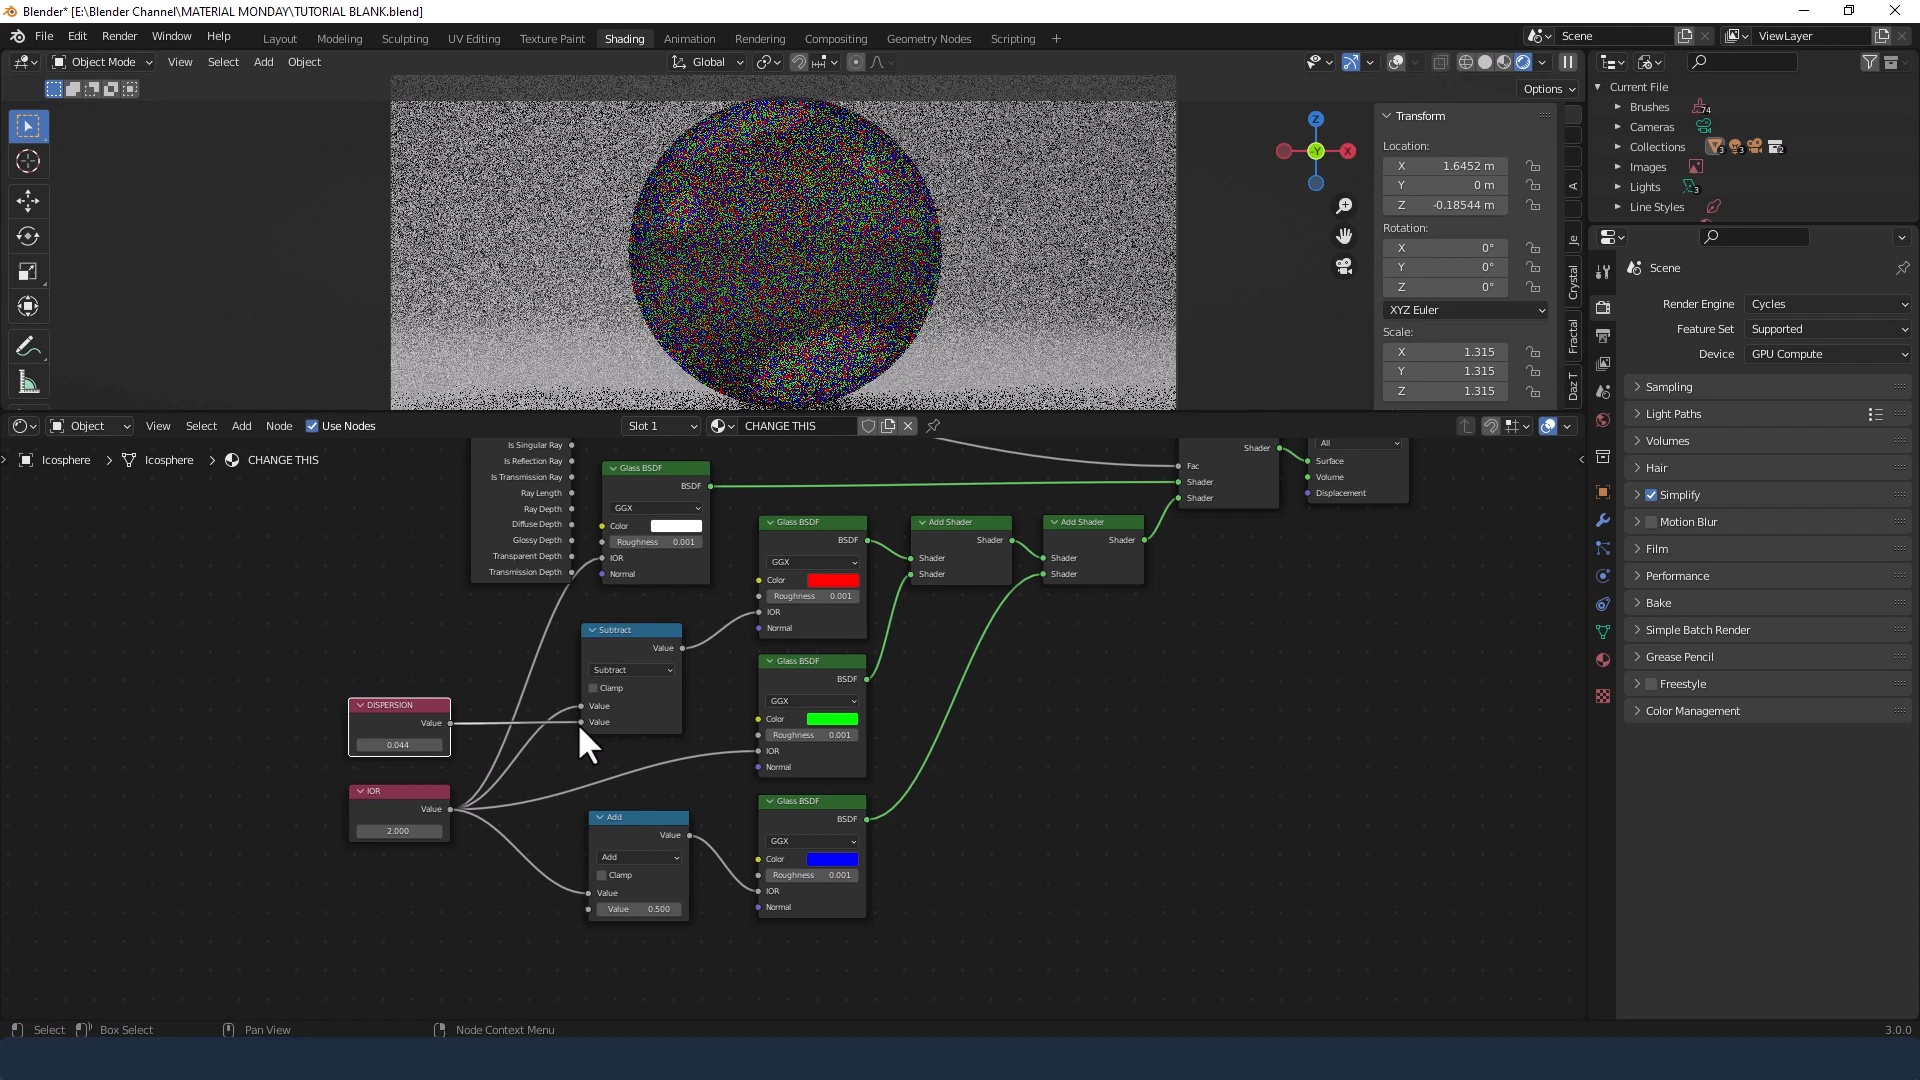 Blender* [E:\Blender Channel\MATERIAL MONDAY\TUTORIAL BLANK.blend]
File Edit Render Window Help
Layout Modeling Sculpting UV Editing Texture Paint Shading Animation Rendering Compositing Geometry Nodes Scripting +
Scene
ViewLayer
Object Mode View Select Add Object
Global
Options
Transform
Location:
X 1.6452 m
Y 0 m
Z -0.18544 m
Rotation:
X 0°
Y 0°
Z 0°
XYZ Euler
Scale:
X 1.315
Y 1.315
Z 1.315
Z
-Y
X
A
Je
Crystal
Fractal
Daz T
Current File
Brushes 74
Cameras
Collections 3 3 2
Images
Lights 3
Line Styles
Scene
Render Engine Cycles
Feature Set Supported
Device GPU Compute
Sampling
Light Paths
Volumes
Hair
Simplify
Motion Blur
Film
Performance
Bake
Simple Batch Render
Grease Pencil
Freestyle
Color Management
Object View Select Add Node Use Nodes
Slot 1
CHANGE THIS
Icosphere > Icosphere > CHANGE THIS
Is Singular Ray
Is Reflection Ray
Is Transmission Ray
Ray Length
Ray Depth
Diffuse Depth
Glossy Depth
Transparent Depth
Transmission Depth
Glass BSDF
BSDF
GGX
Color
Roughness 0.001
IOR
Normal
Shader
Fac
Shader
Shader
All
Surface
Volume
Displacement
Glass BSDF
BSDF
GGX
Color
Roughness 0.001
IOR
Normal
Add Shader
Shader
Shader
Shader
Add Shader
Shader
Shader
Shader
Subtract
Value
Subtract
Clamp
Value
Value
Glass BSDF
BSDF
GGX
Color
Roughness 0.001
IOR
Normal
DISPERSION
Value
0.044
IOR
Value
2.000
Add
Value
Add
Clamp
Value
Value 0.500
Glass BSDF
BSDF
GGX
Color
Roughness 0.001
IOR
Normal
Select Box Select Pan View Node Context Menu
3.0.0